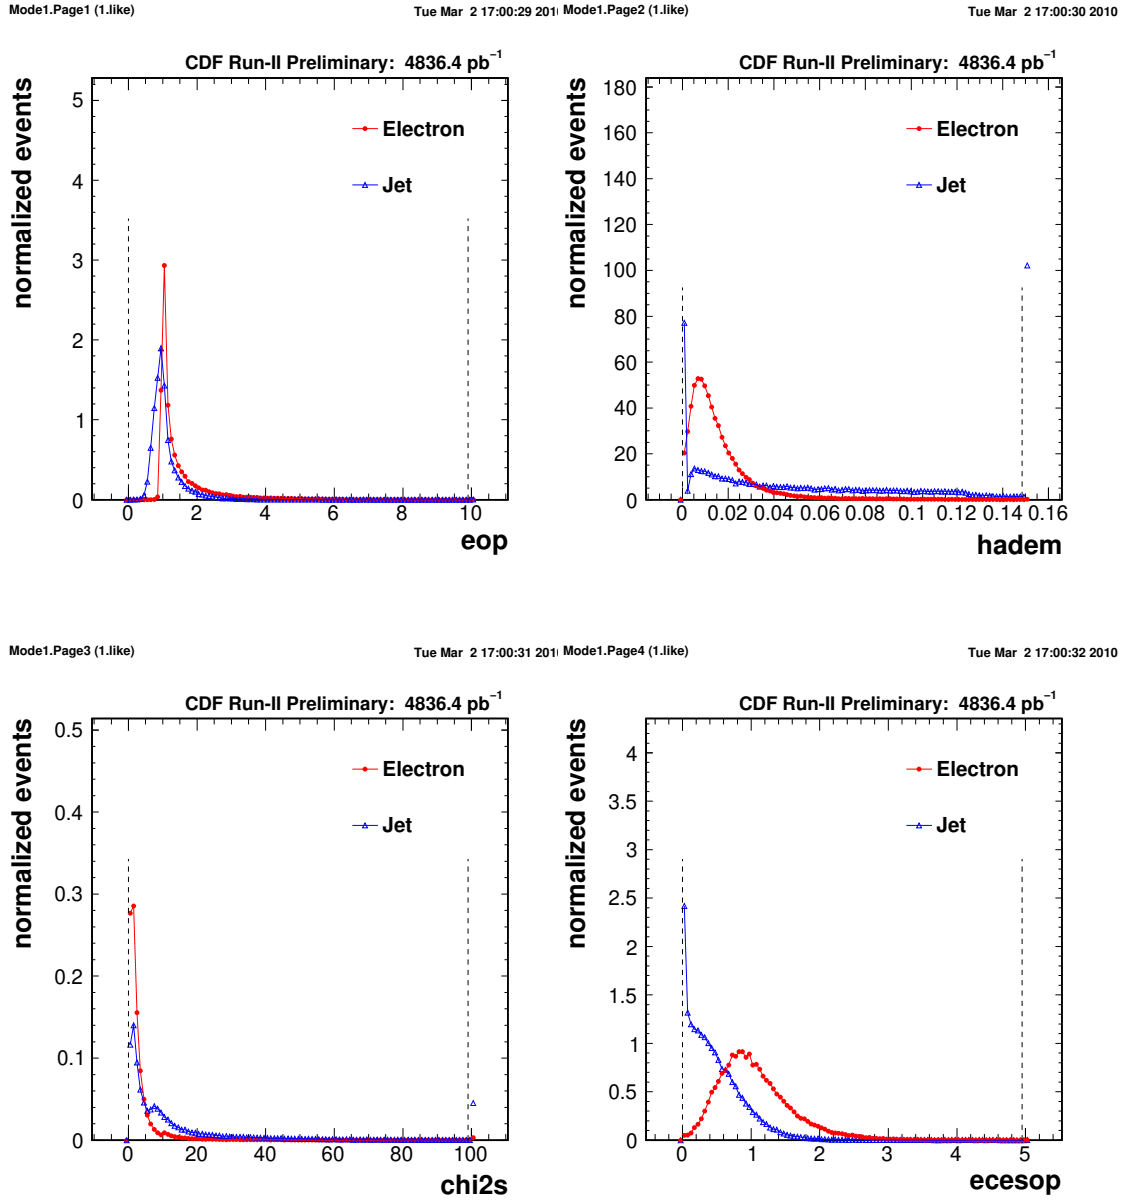 Mode1.Page1 (1.like)
Tue Mar 2 17:00:29 201
CDF Run-II Preliminary: 4836.4 pb⁻¹
normalized events
5
4
3
2
1
0
Electron
Jet
0 2 4 6 8 10
eop
Mode1.Page2 (1.like)
Tue Mar 2 17:00:30 2010
CDF Run-II Preliminary: 4836.4 pb⁻¹
normalized events
180
160
140
120
100
80
60
40
20
0
Electron
Jet
0 0.02 0.04 0.06 0.08 0.1 0.12 0.14 0.16
hadem
Mode1.Page3 (1.like)
Tue Mar 2 17:00:31 201
CDF Run-II Preliminary: 4836.4 pb⁻¹
normalized events
0.5
0.4
0.3
0.2
0.1
0
Electron
Jet
0 20 40 60 80 100
chi2s
Mode1.Page4 (1.like)
Tue Mar 2 17:00:32 2010
CDF Run-II Preliminary: 4836.4 pb⁻¹
normalized events
4
3.5
3
2.5
2
1.5
1
0.5
0
Electron
Jet
0 1 2 3 4 5
ecesop